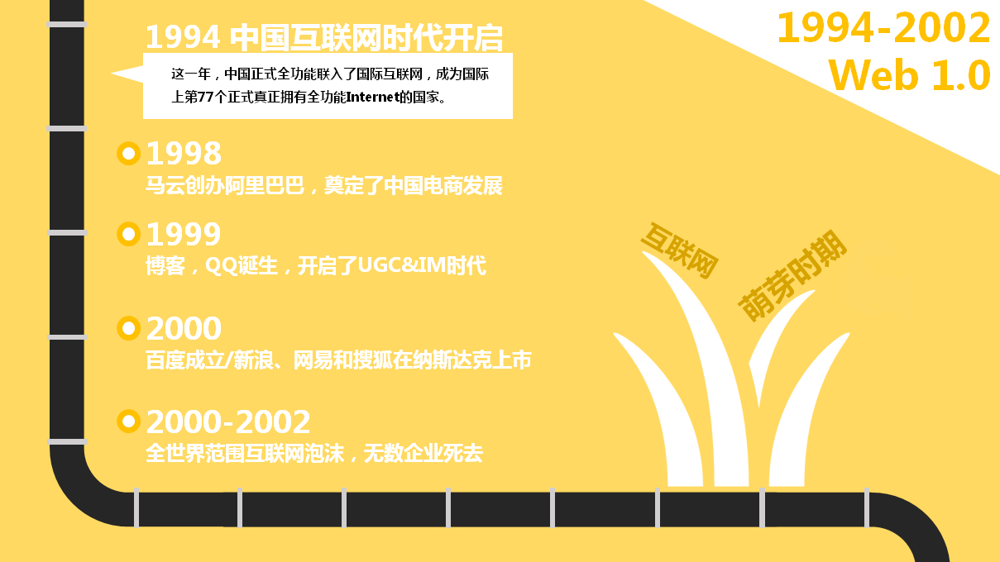 1994-2002
Web 1.0
1994 中国互联网时代开启
这一年，中国正式全功能联入了国际互联网，成为国际
上第77个正式真正拥有全功能Internet的国家。
1998
马云创办阿里巴巴，奠定了中国电商发展
1999
博客，QQ诞生，开启了UGC&IM时代
2000
百度成立/新浪、网易和搜狐在纳斯达克上市
2000-2002
全世界范围互联网泡沫，无数企业死去
互联网
萌芽时期